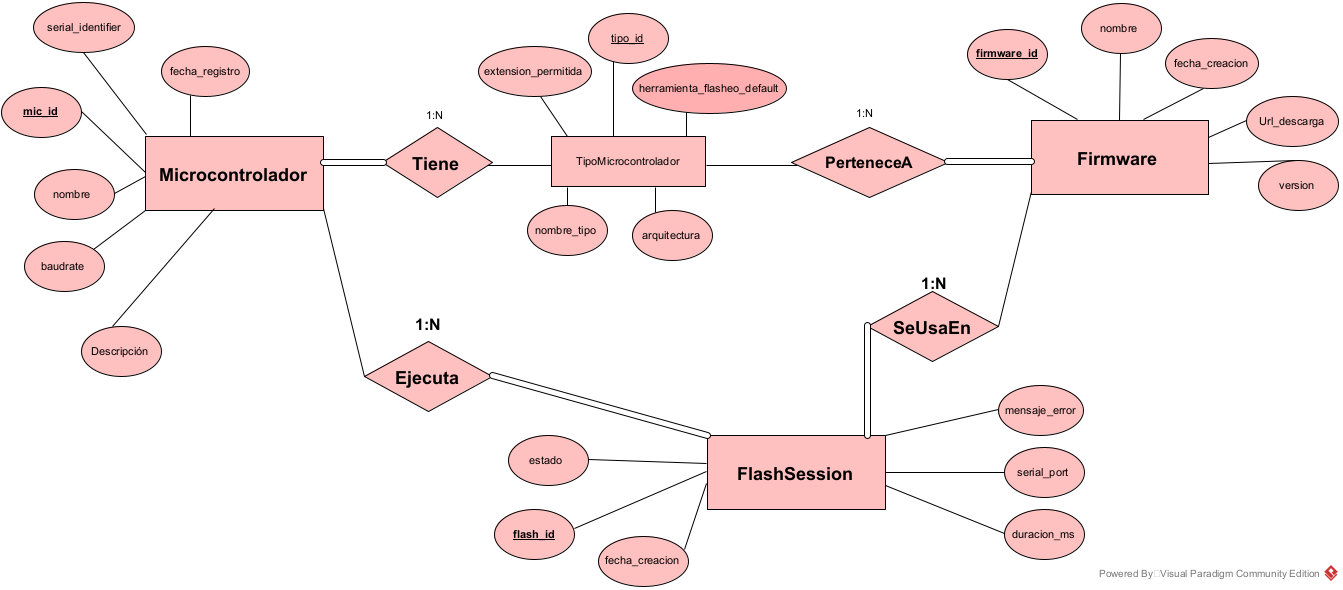 serial_identifier
fecha_registro
mic_id
nombre
baudrate
Descripción
Microcontrolador
1:N
Tiene
extension_permitida
tipo_id
herramienta_flasheo_default
TipoMicrocontrolador
nombre_tipo
arquitectura
1:N
PerteneceA
firmware_id
nombre
fecha_creacion
Url_descarga
version
Firmware
1:N
SeUsaEn
1:N
Ejecuta
FlashSession
estado
flash_id
fecha_creacion
mensaje_error
serial_port
duracion_ms
Powered By Visual Paradigm Community Edition